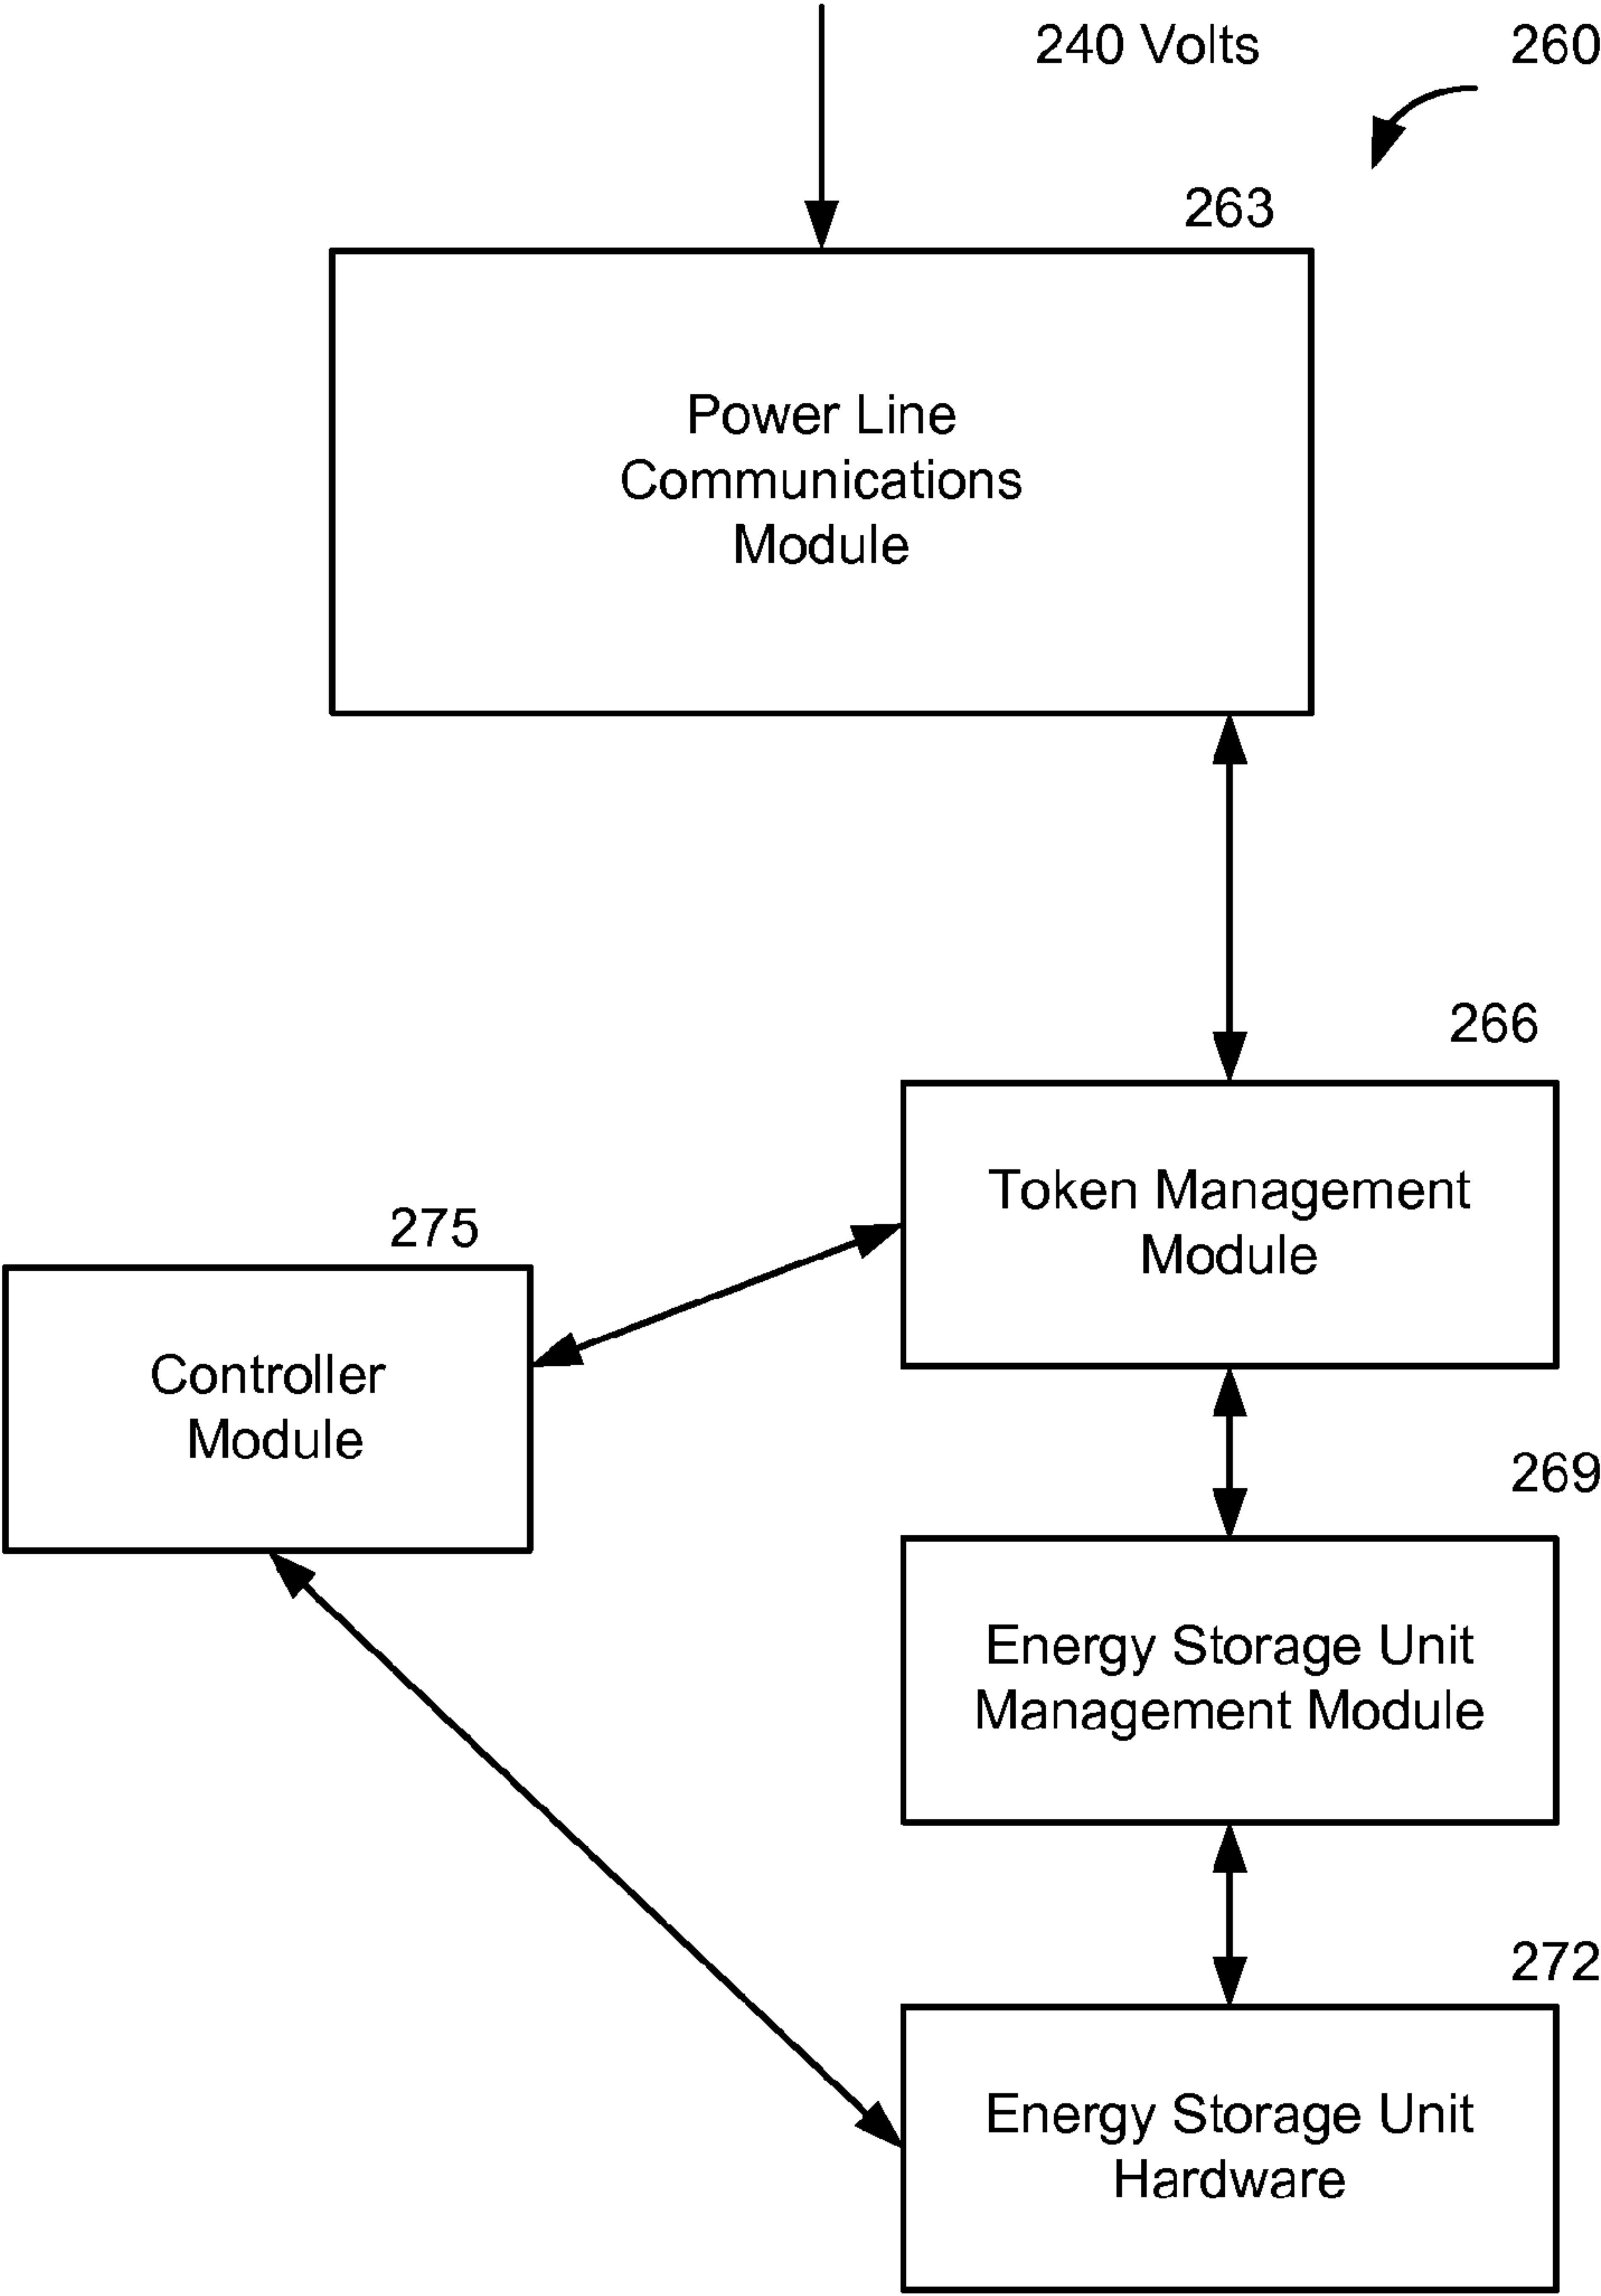 240 Volts
260
263
Power Line
Communications
Module
266
Token Management
Module
275
Controller
Module
269
Energy Storage Unit
Management Module
272
Energy Storage Unit
Hardware